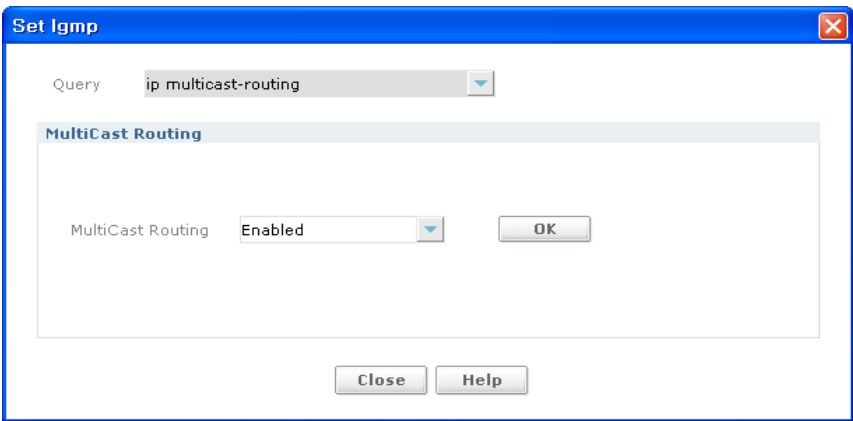 Set Igmp
Query ip multicast-routing
MultiCast Routing
MultiCast Routing Enabled OK
Close Help